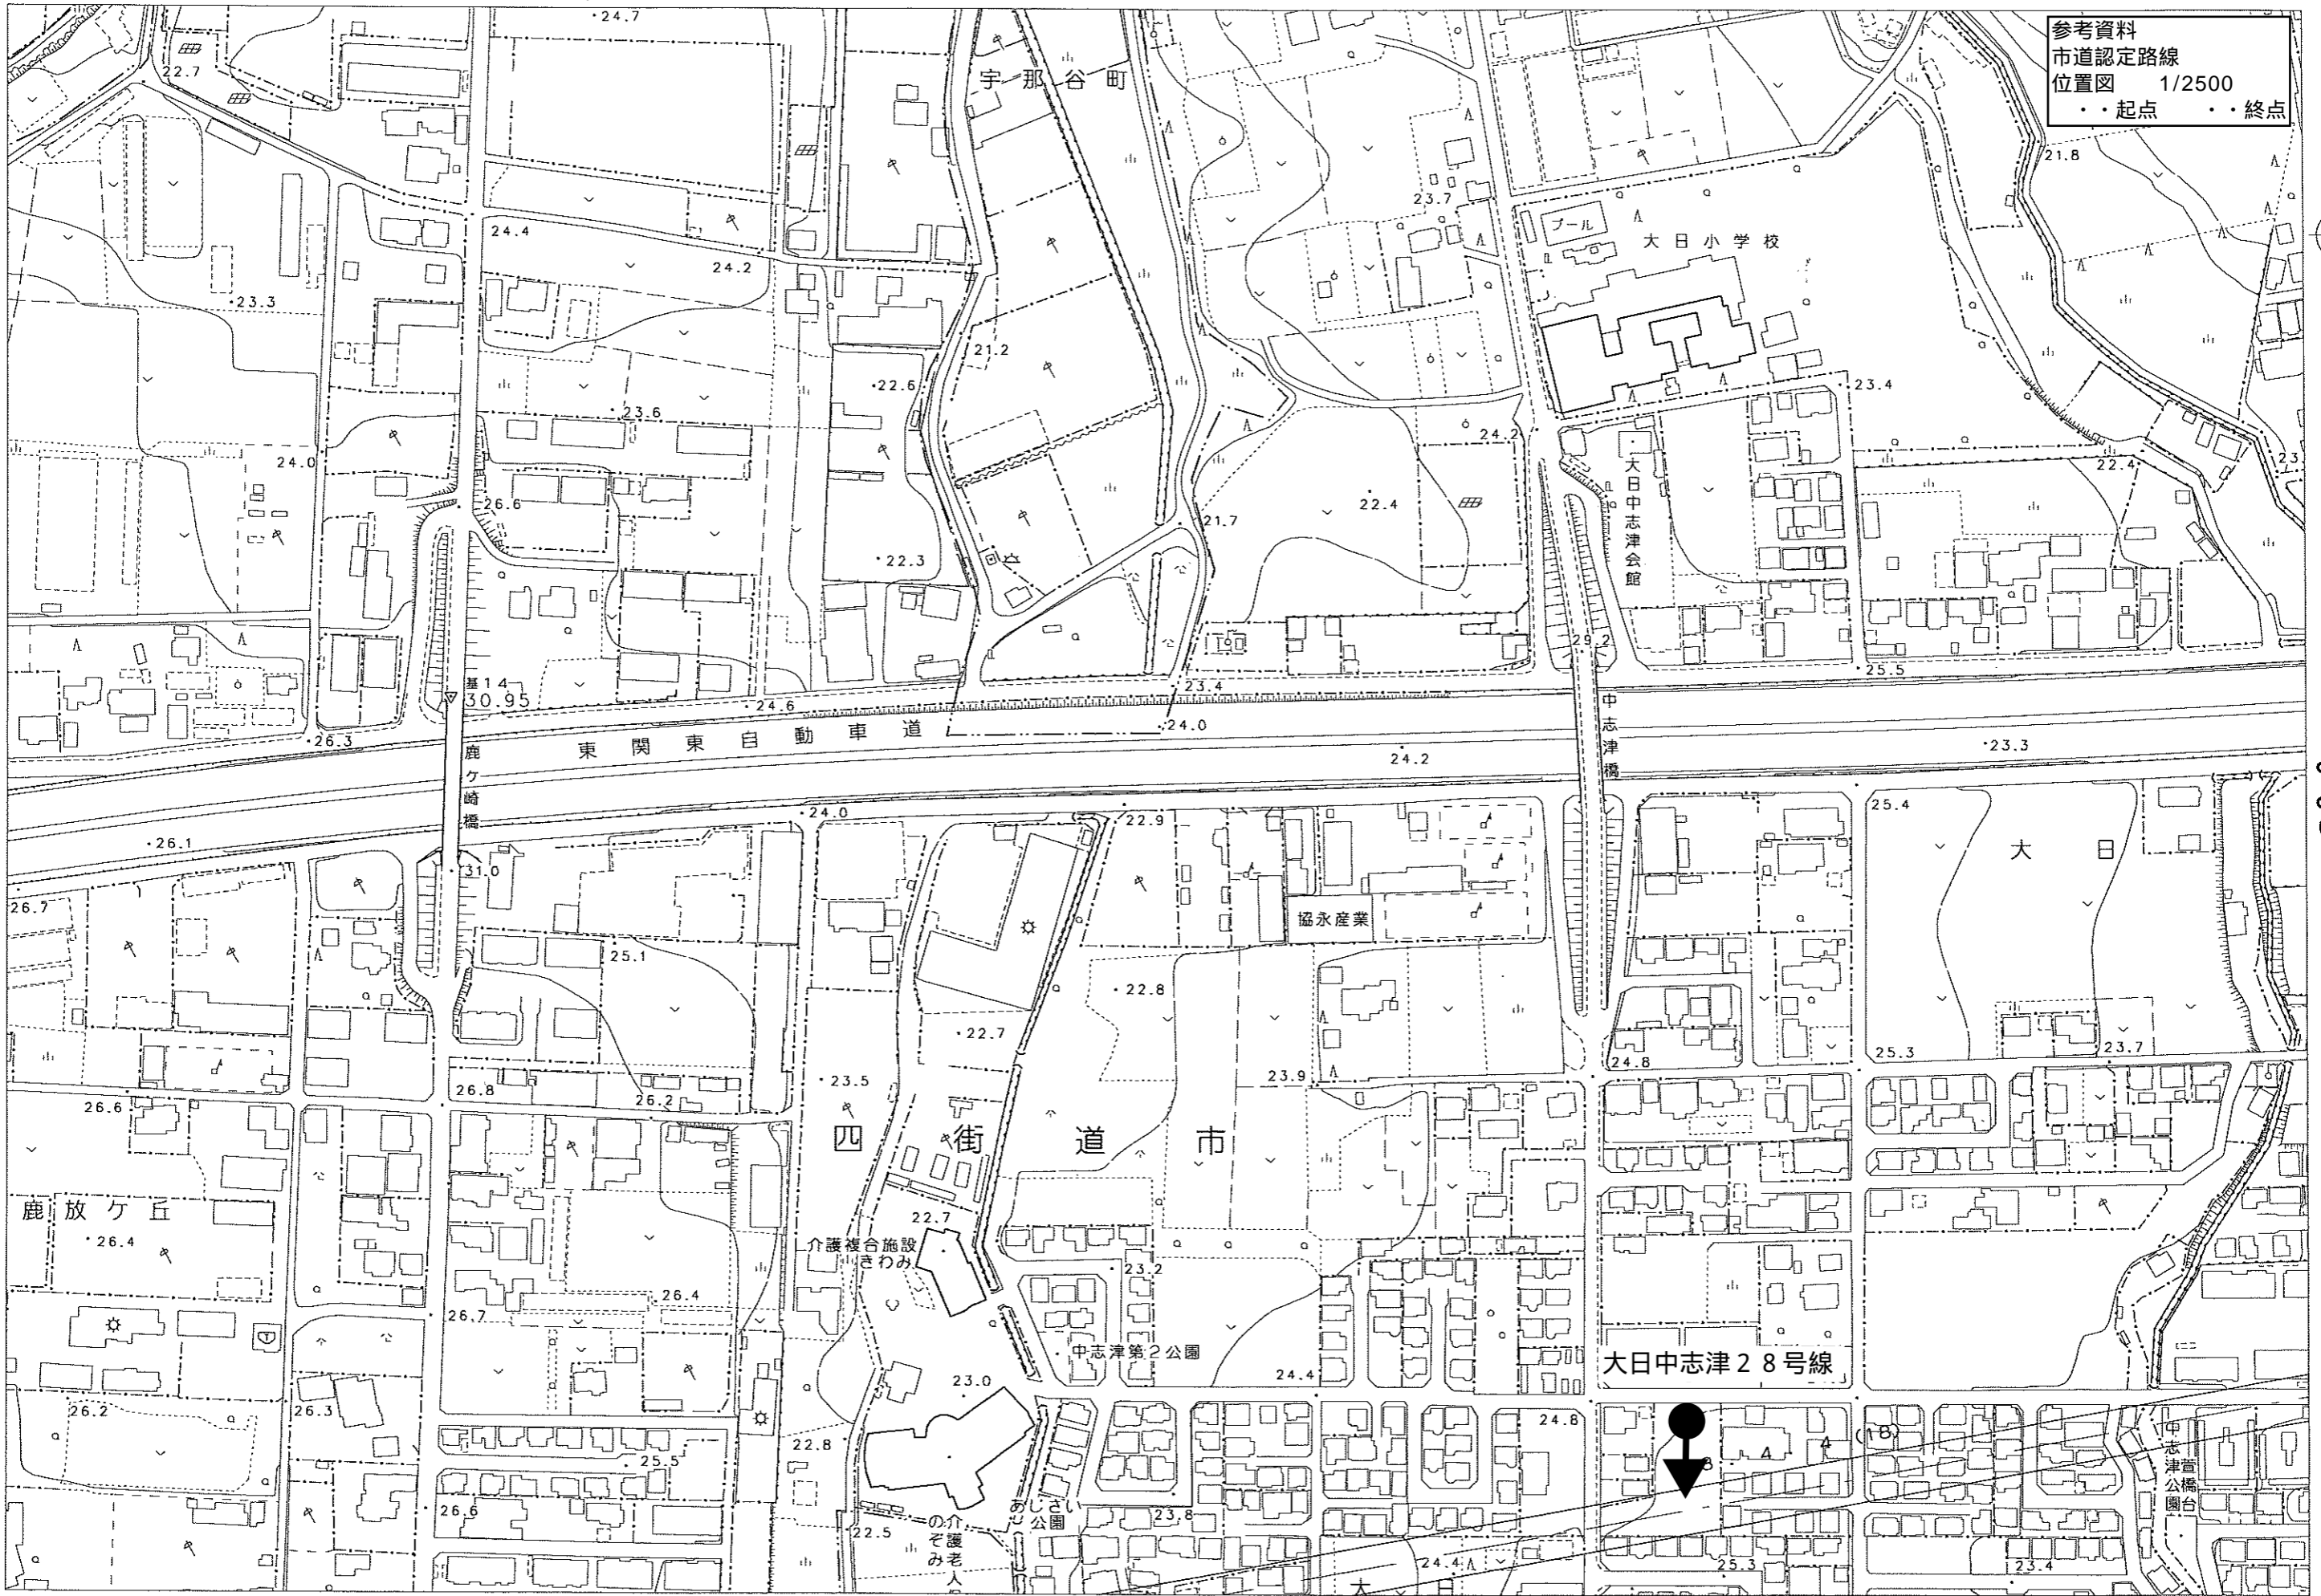 参考資料
市道認定路線
位置図 1/2500
・・起点 ・・終点
24.7
22.7
宇那谷町
21.8
23.7
プール
大日小学校
24.4
24.2
23.3
21.2
22.6
23.6
23.4
24.2
24.0
22.4
26.6
22.4
21.7
大日中志津会館
22.3
29.2
25.5
基14
30.95
24.6
23.4
24.0
26.3
東関東自動車道
中志津橋
鹿ケ崎橋
24.2
23.3
24.0
22.9
25.4
26.1
31.0
大日
26.7
協永産業
25.1
22.8
22.7
24.8
25.3
23.7
23.5
23.9
26.6
26.8
26.2
四街道市
鹿放ケ丘
26.4
22.7
介護複合施設
きわみ
23.2
26.4
26.7
中志津第2公園
24.4
大日中志津28号線
23.0
26.2
26.3
22.8
24.8
4
4
(18)
中志津公園
萱橋台
25.5
26.6
あじさい
公園
23.8
22.5
介護老人保
のぞみ
24.4
25.3
23.4
大
日